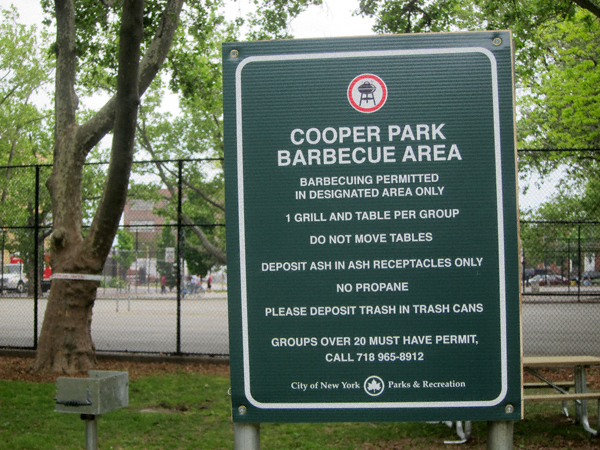 COOPER PARK
BARBECUE AREA
BARBECUING PERMITTED
IN DESIGNATED AREA ONLY
1 GRILL AND TABLE PER GROUP
DO NOT MOVE TABLES
DEPOSIT ASH IN ASH RECEPTACLES ONLY
NO PROPANE
PLEASE DEPOSIT TRASH IN TRASH CANS
GROUPS OVER 20 MUST HAVE PERMIT,
CALL 718 965-8912
City of New York Parks & Recreation